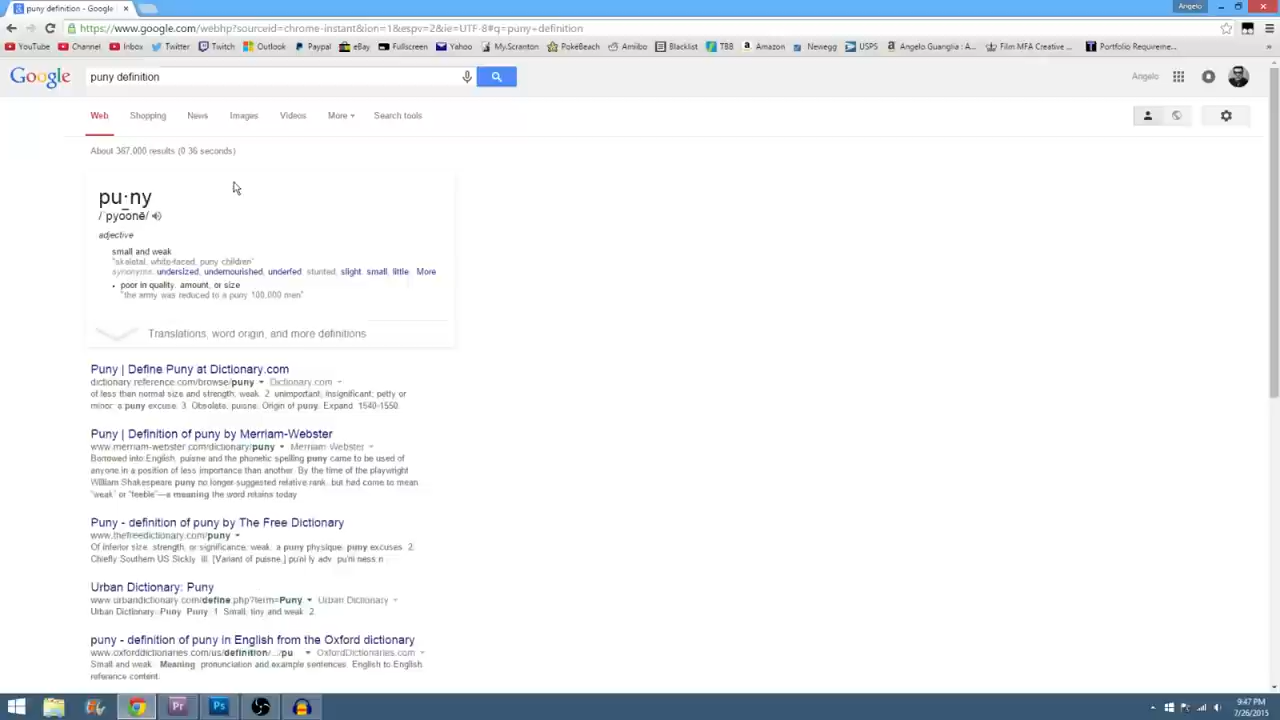 puny definition - Google
Angelo
https://www.google.com/webhp?sourceid=chrome-instant&ion=1&espv=2&ie=UTF-8#q=puny+definition
YouTube Channel Inbox Twitter Twitch Outlook Paypal eBay Fullscreen Yahoo My.Scranton PokéBeach Amiibo Blacklist TBB Amazon Newegg USPS Angelo.Guanglia : A... Film MFA Creative ... Portfolio Requireme...
Google puny definition Angelo
Web Shopping News Images Videos More Search tools
About 367,000 results (0.36 seconds)
pu·ny
/ˈpyo͞onē/
adjective
small and weak
"skeletal, white-faced, puny children"
synonyms: undersized, undernourished, underfed, stunted, slight, small, little More
• poor in quality, amount, or size
"the army was reduced to a puny 100,000 men"
Translations, word origin, and more definitions
Puny | Define Puny at Dictionary.com
dictionary.reference.com/browse/puny Dictionary.com
of less than normal size and strength; weak. 2. unimportant; insignificant; petty or
minor: a puny excuse. 3. Obsolete, puisne. Origin of puny. Expand. 1540-1550.
Puny | Definition of puny by Merriam-Webster
www.merriam-webster.com/dictionary/puny Merriam-Webster
Borrowed into English, puisne and the phonetic spelling puny came to be used of
anyone in a position of less importance than another. By the time of the playwright
William Shakespeare puny no longer suggested relative rank, but had come to mean
"weak" or "feeble"—a meaning the word retains today
Puny - definition of puny by The Free Dictionary
www.thefreedictionary.com/puny
Of inferior size, strength, or significance; weak: a puny physique; puny excuses. 2.
Chiefly Southern US Sickly; ill. [Variant of puisne.] pu'ni·ly adv. pu'ni·ness n.
Urban Dictionary: Puny
www.urbandictionary.com/define.php?term=Puny Urban Dictionary
Urban Dictionary Puny Puny 1 Small, tiny and weak 2
puny - definition of puny in English from the Oxford dictionary
www.oxforddictionaries.com/us/definition/.../pu OxfordDictionaries.com
Small and weak Meaning, pronunciation and example sentences, English to English
reference content.
Pr Ps
9:47 PM
7/26/2015